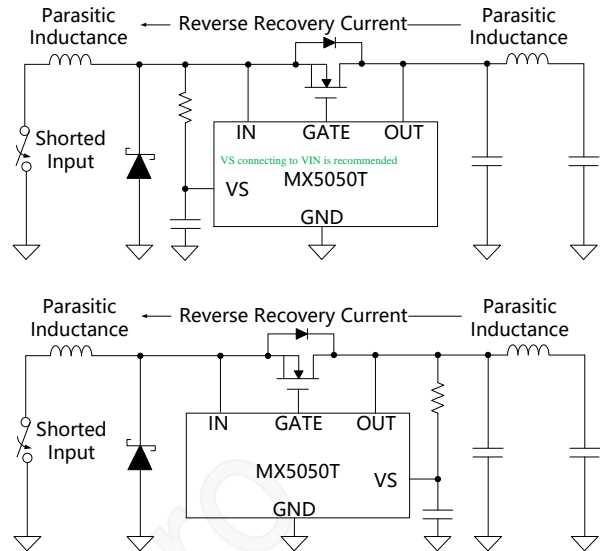 Parasitic Inductance
Reverse Recovery Current
Parasitic Inductance
Shorted Input
IN GATE OUT
VS connecting to VIN is recommended
VS
MX5050T
GND
Parasitic Inductance
Reverse Recovery Current
Parasitic Inductance
Shorted Input
IN GATE OUT
MX5050T
VS
GND